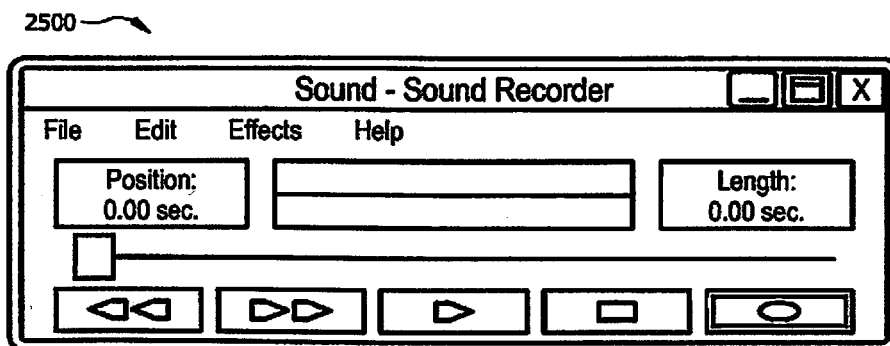 2500
Sound - Sound Recorder
X
File Edit Effects Help
Position:
0.00 sec.
Length:
0.00 sec.